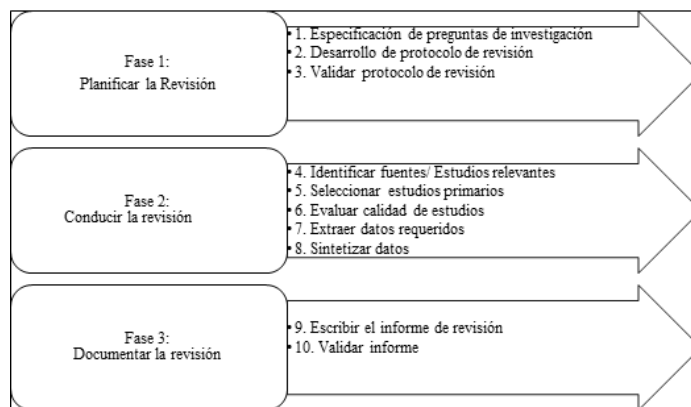 Fase 1:
Planificar la Revisión
• 1. Especificación de preguntas de investigación
• 2. Desarrollo de protocolo de revisión
• 3. Validar protocolo de revisión
Fase 2:
Conducir la revisión
• 4. Identificar fuentes/ Estudios relevantes
• 5. Seleccionar estudios primarios
• 6. Evaluar calidad de estudios
• 7. Extraer datos requeridos
• 8. Sintetizar datos
Fase 3:
Documentar la revisión
• 9. Escribir el informe de revisión
• 10. Validar informe